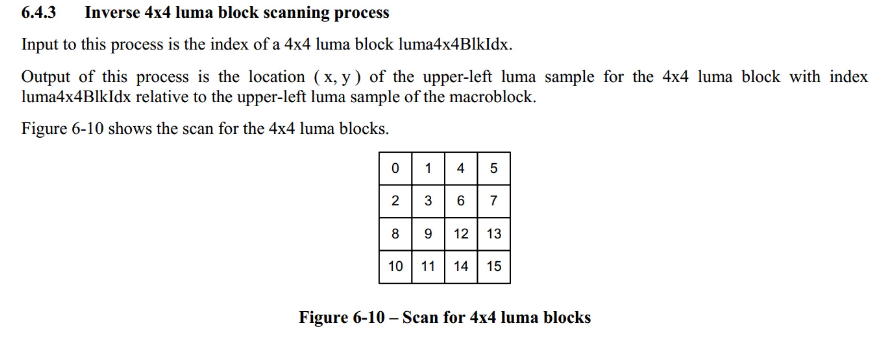 6.4.3 Inverse 4x4 luma block scanning process
Input to this process is the index of a 4x4 luma block luma4x4BlkIdx.
Output of this process is the location ( x, y ) of the upper-left luma sample for the 4x4 luma block with index
luma4x4BlkIdx relative to the upper-left luma sample of the macroblock.
Figure 6-10 shows the scan for the 4x4 luma blocks.
0 1 4 5
2 3 6 7
8 9 12 13
10 11 14 15
Figure 6-10 – Scan for 4x4 luma blocks